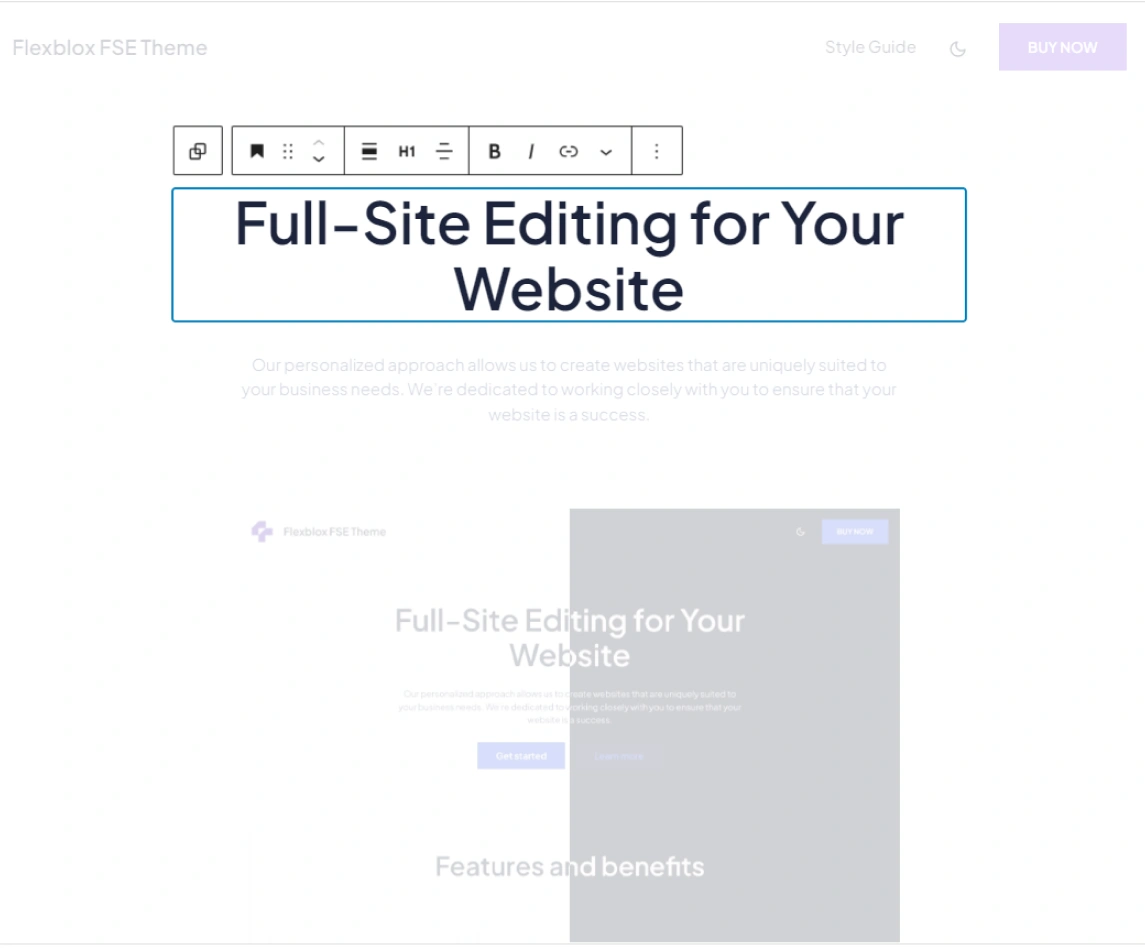 Flexblox FSE Theme
Style Guide
BUY NOW
H1
B I
Full-Site Editing for Your
Website
Our personalized approach allows us to create websites that are uniquely suited to
your business needs. We're dedicated to working closely with you to ensure that your
website is a success.
Flexblox FSE Theme
BUY NOW
Full-Site Editing for Your
Website
Our personalized approach allows us to create websites that are uniquely suited to
your business needs. We're dedicated to working closely with you to ensure that your
website is a success.
Get started
Learn more
Features and benefits